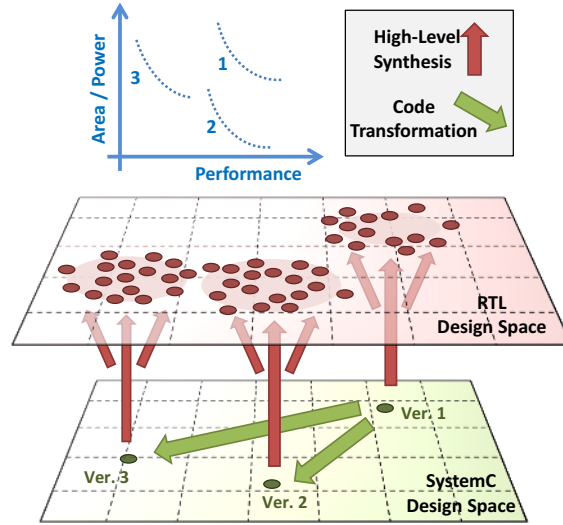 Area / Power
3
1
2
Performance
High-Level
Synthesis
Code
Transformation
RTL
Design Space
Ver. 1
Ver. 3
Ver. 2
SystemC
Design Space